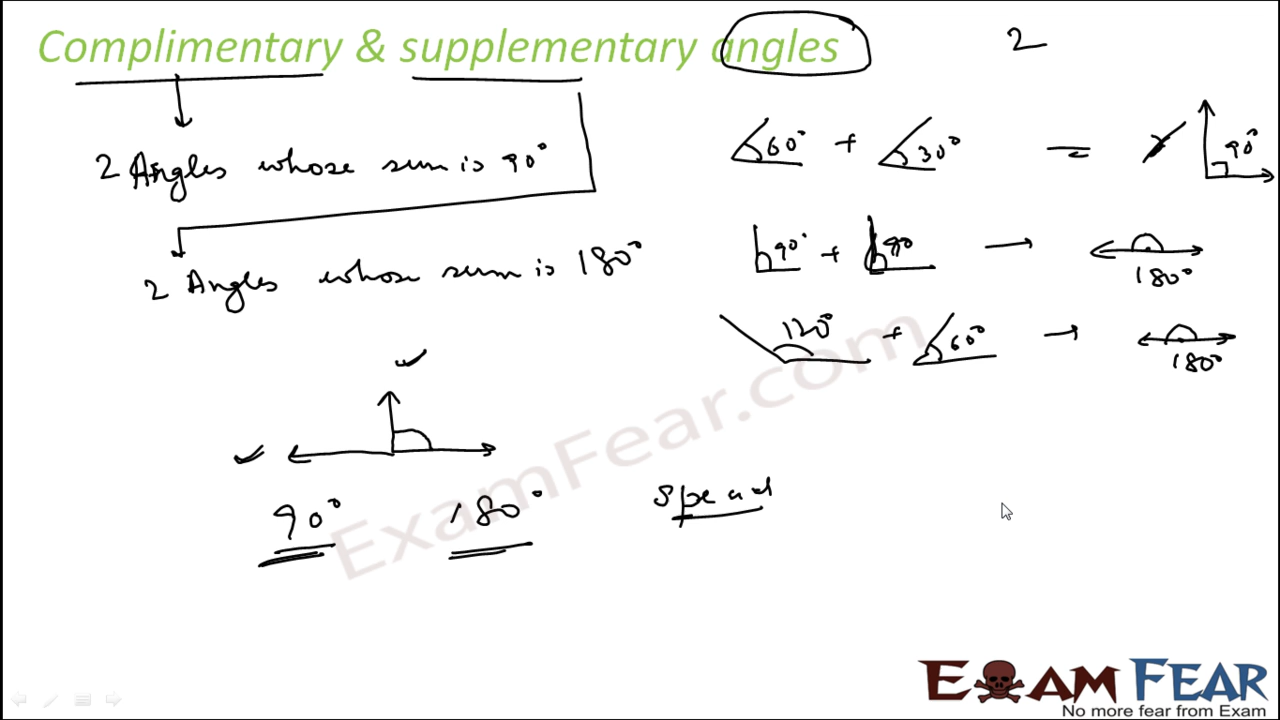 Complimentary & supplementary angles
2
2 Angles whose sum is 90°
2 Angles whose sum is 180°
60° + 30° = 90°
90° + 90 → 180°
120° + 60° → 180°
90° 180°
ExamFear.com
EXAM FEAR
No more fear from Exam